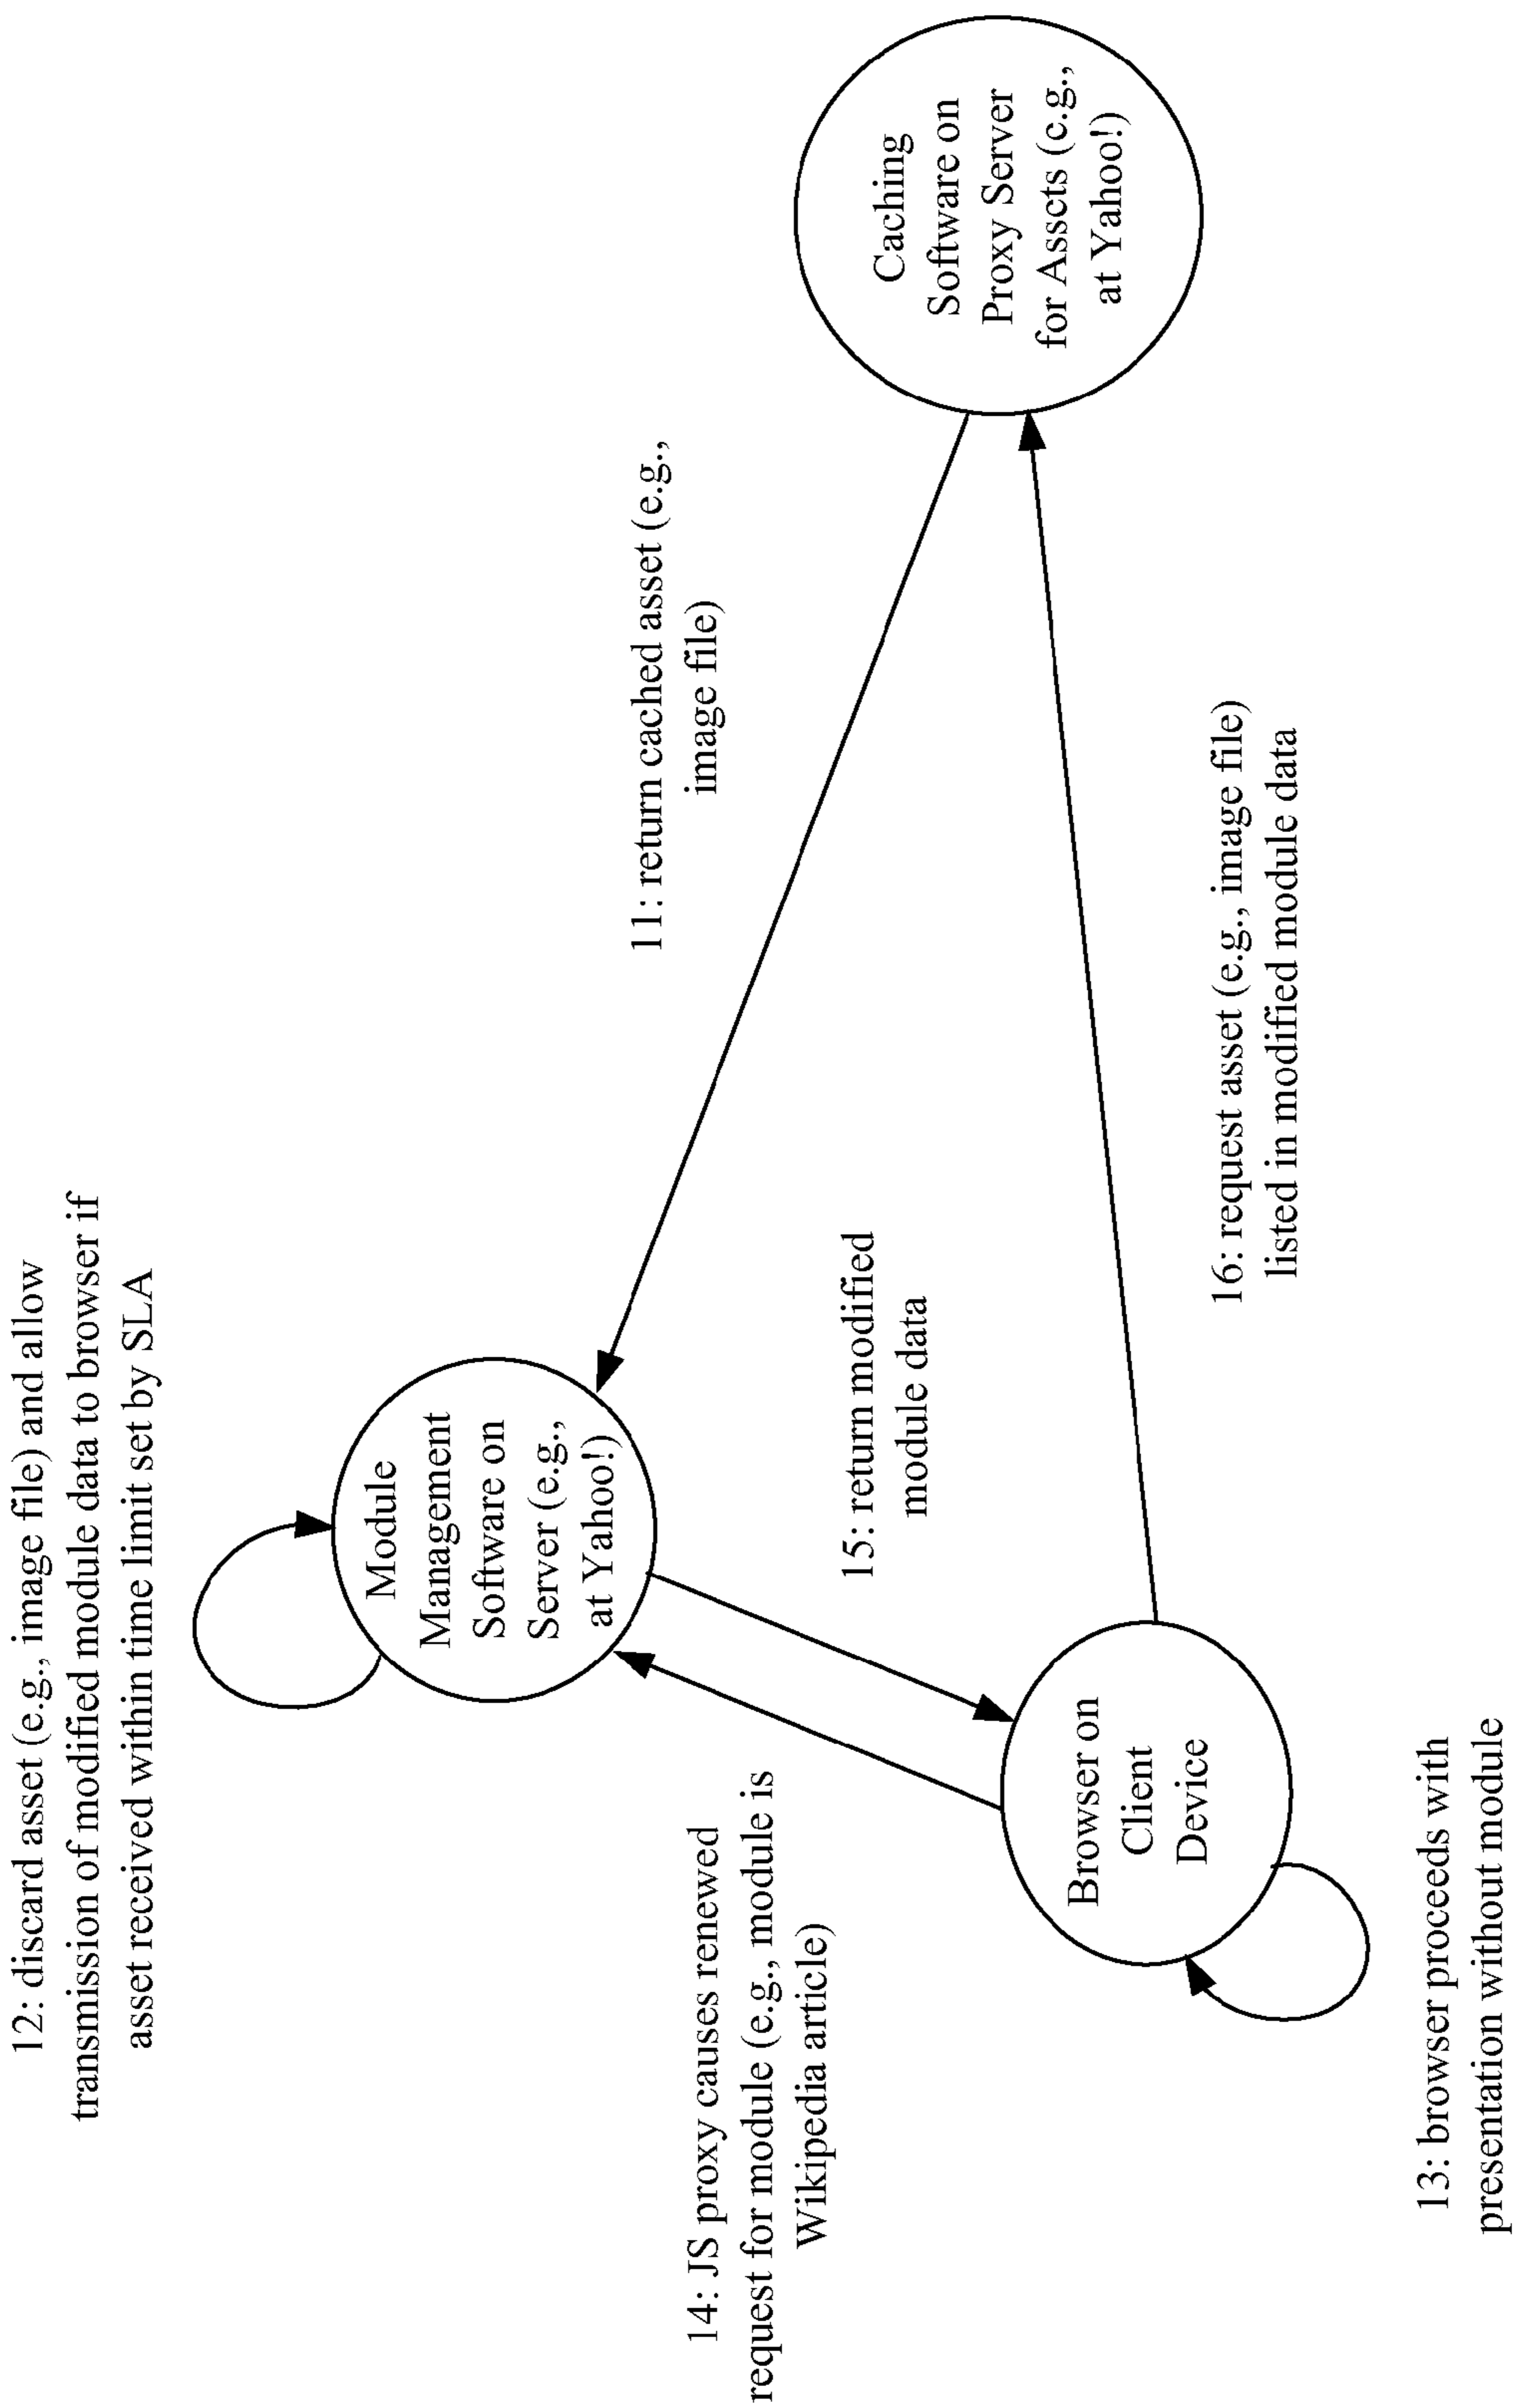 12: discard asset (e.g., image file) and allow
transmission of modified module data to browser if
asset received within time limit set by SLA
Module
Management
Software on
Server (e.g.,
at Yahoo!)
11: return cached asset (e.g.,
image file)
Caching
Software on
Proxy Server
for Assets (e.g.,
at Yahoo!)
14: JS proxy causes renewed
request for module (e.g., module is
Wikipedia article)
15: return modified
module data
Browser on
Client
Device
16: request asset (e.g., image file)
listed in modified module data
13: browser proceeds with
presentation without module